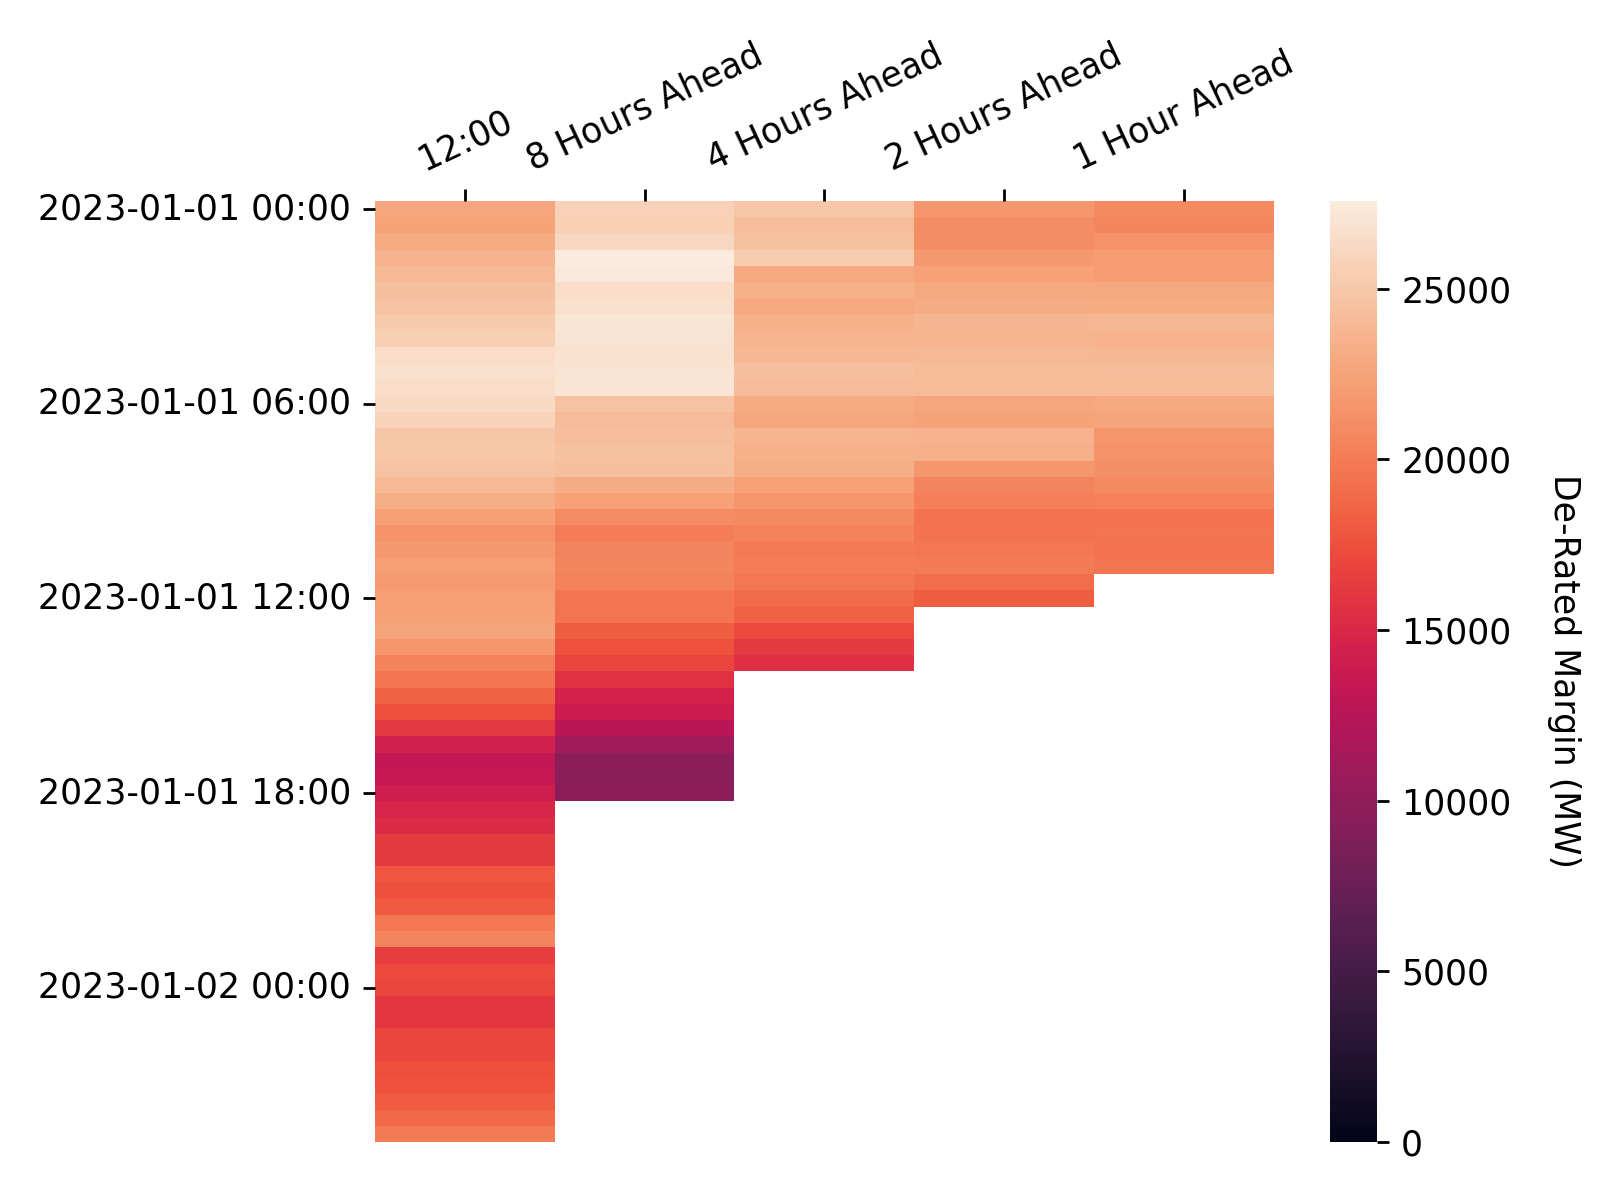 12:00
8 Hours Ahead
4 Hours Ahead
2 Hours Ahead
1 Hour Ahead
2023-01-01 00:00
2023-01-01 06:00
2023-01-01 12:00
2023-01-01 18:00
2023-01-02 00:00
25000
20000
15000
10000
5000
0
De-Rated Margin (MW)